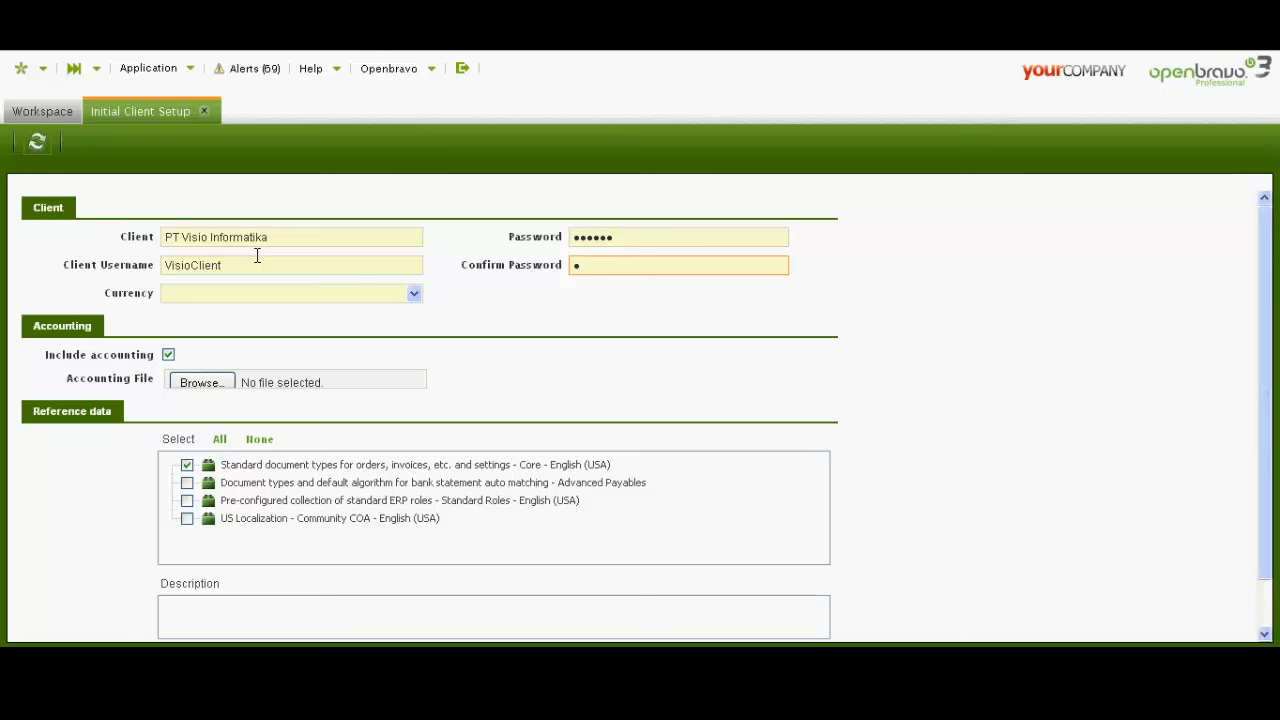 Application Alerts (69) Help Openbravo yourCOMPANY openbravo 3 Professional
Workspace Initial Client Setup x
Client
Client PT Visio Informatika Password ••••••
Client Username VisioClient Confirm Password •
Currency
Accounting
Include accounting
Accounting File Browse... No file selected.
Reference data
Select All None
Standard document types for orders, invoices, etc. and settings - Core - English (USA)
Document types and default algorithm for bank statement auto matching - Advanced Payables
Pre-configured collection of standard ERP roles - Standard Roles - English (USA)
US Localization - Community COA - English (USA)
Description